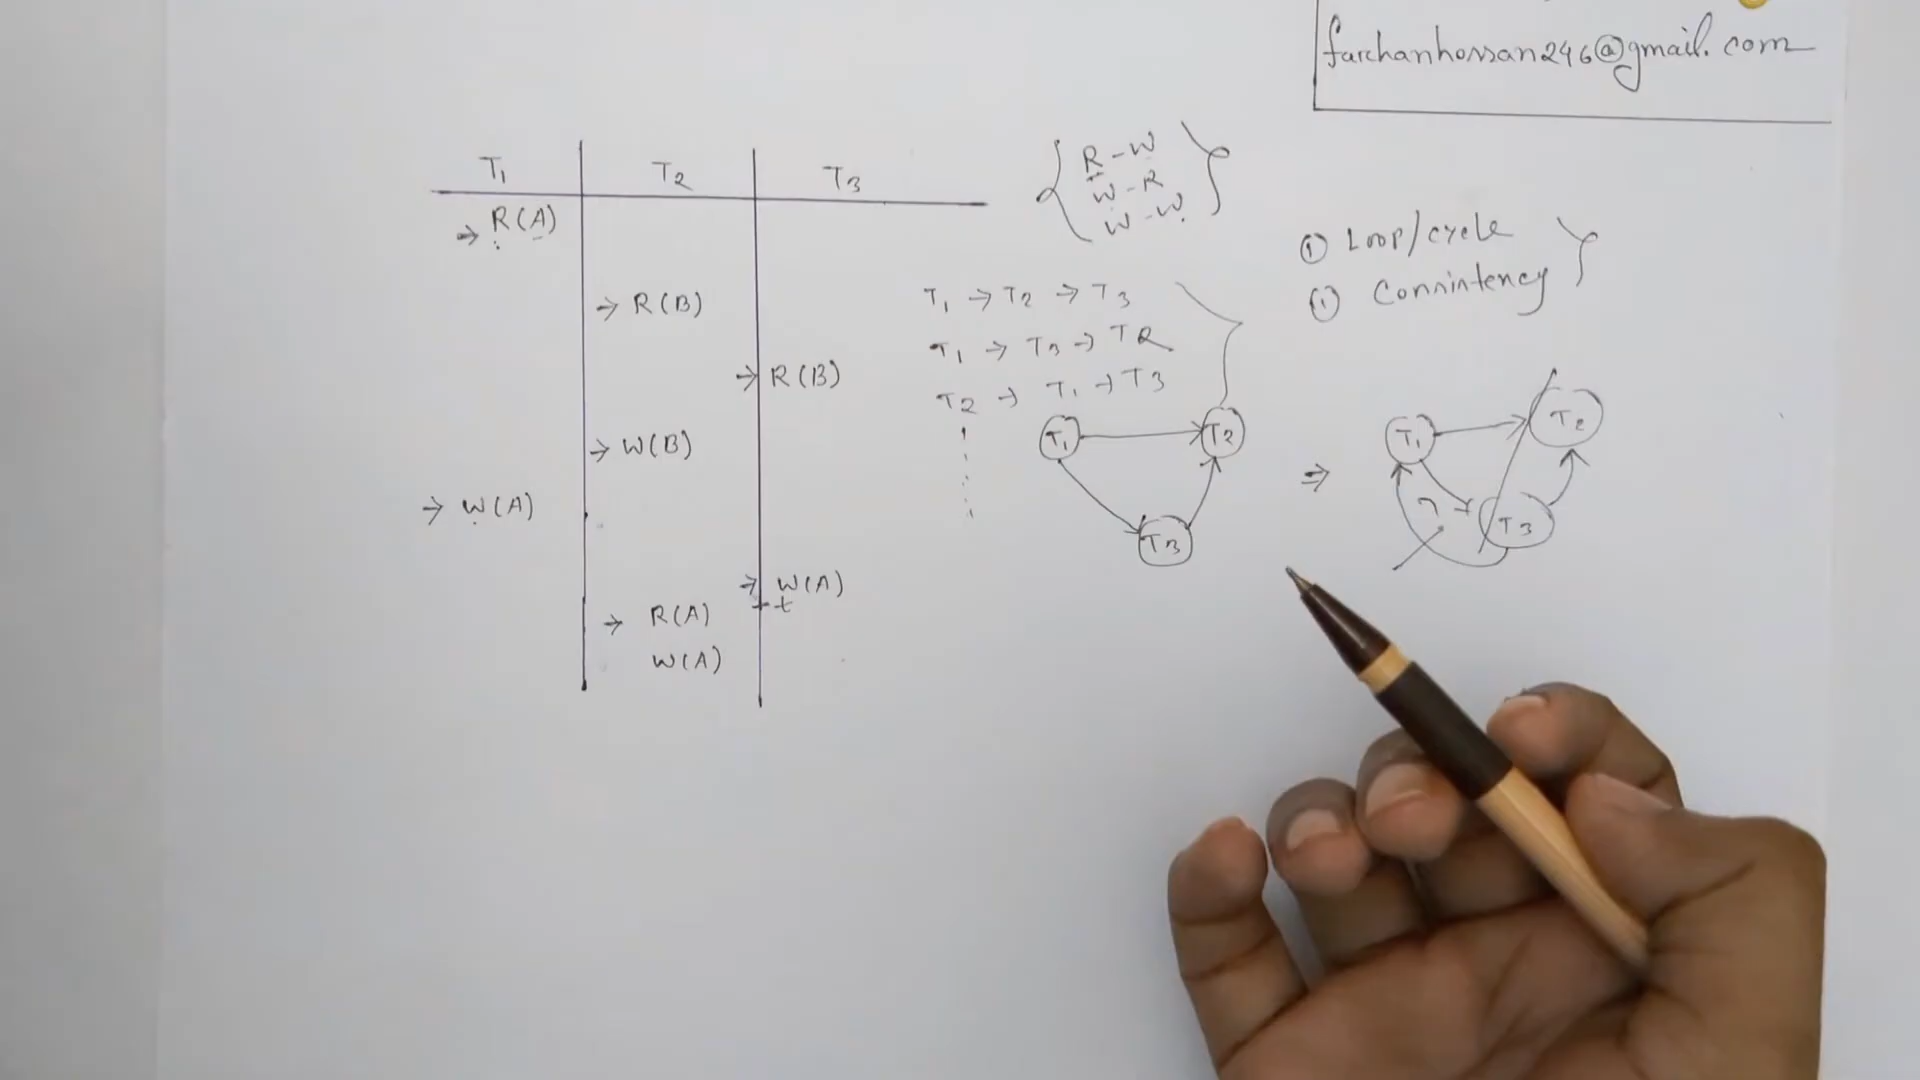 farhanhossan246@gmail.com
T1 T2 T3
R(A)
R(B)
R(B)
W(B)
W(A)
W(A)
R(A)
W(A)
R-W
W-R
W-W
T1 → T2 → T3
T1 → T3 → T2
T2 → T1 → T3
T1 T2
T3
① Loop/cycle
① Connintency
⇒
T1 T2
T3